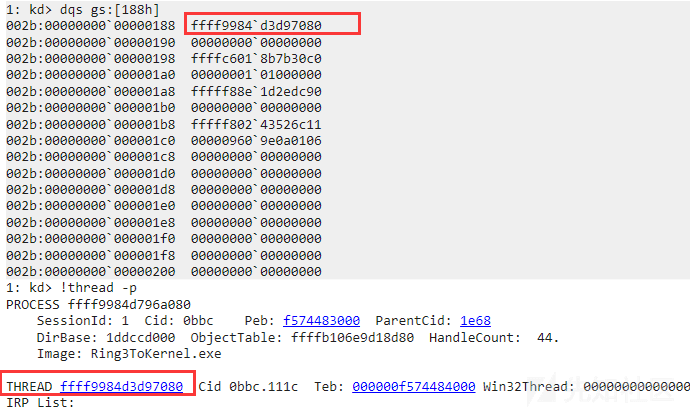 1: kd> dqs gs:[188h]
002b:00000000`00000188  ffff9984`d3d97080
002b:00000000`00000190  00000000`00000000
002b:00000000`00000198  ffffc601`8b7b30c0
002b:00000000`000001a0  00000001`01000000
002b:00000000`000001a8  fffff88e`1d2edc90
002b:00000000`000001b0  00000000`00000000
002b:00000000`000001b8  fffff802`43526c11
002b:00000000`000001c0  00000960`9e0a0106
002b:00000000`000001c8  00000000`00000000
002b:00000000`000001d0  00000000`00000000
002b:00000000`000001d8  00000000`00000000
002b:00000000`000001e0  00000000`00000000
002b:00000000`000001e8  00000000`00000000
002b:00000000`000001f0  00000000`00000000
002b:00000000`000001f8  00000000`00000000
002b:00000000`00000200  00000000`00000000
1: kd> !thread -p
PROCESS ffff9984d796a080
    SessionId: 1  Cid: 0bbc    Peb: f574483000  ParentCid: 1e68
    DirBase: 1ddccd000  ObjectTable: ffffb106e9d18d80  HandleCount:  44.
    Image: Ring3ToKernel.exe
THREAD ffff9984d3d97080  Cid 0bbc.111c  Teb: 000000f574484000 Win32Thread: 0000000000000
IRP List: